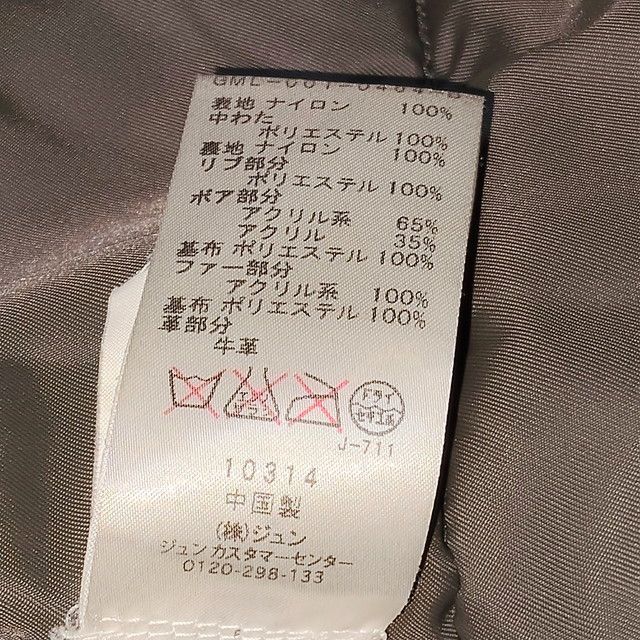 表地 ナイロン 100%
中わた
ポリエステル 100%
裏地 ナイロン 100%
リブ部分
ポリエステル 100%
ボア部分
アクリル系 65%
アクリル 35%
基布 ポリエステル 100%
ファー部分
アクリル系 100%
基布 ポリエステル 100%
革部分
牛革
エンソ サラシ ドライ
セキユ系
J-711
10314
中国製
(株)ジュン
ジュン カスタマーセンター
0120-298-133